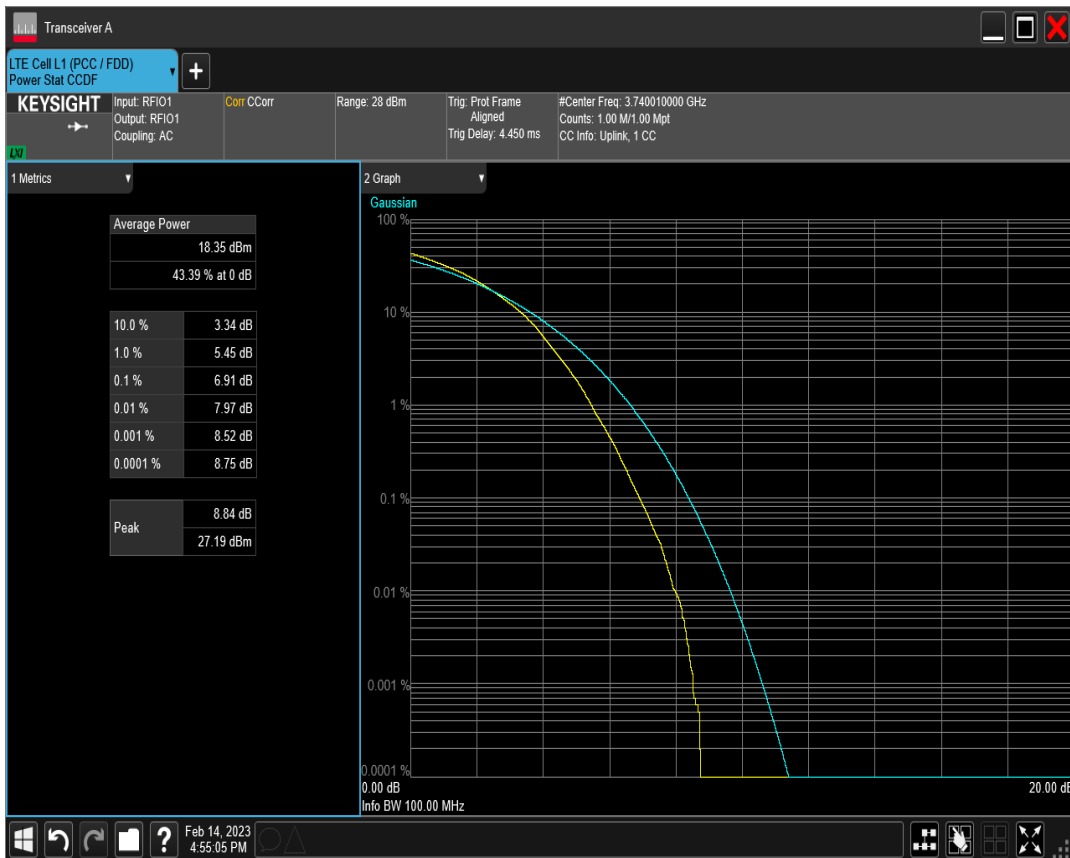 Transceiver A
LTE Cell L1 (PCC / FDD)
Power Stat CCDF
KEYSIGHT
LXI
Input: RFIO1
Output: RFIO1
Coupling: AC
Corr CCorr
Range: 28 dBm
Trig: Prot Frame
Aligned
Trig Delay: 4.450 ms
#Center Freq: 3.740010000 GHz
Counts: 1.00 M/1.00 Mpt
CC Info: Uplink, 1 CC
1 Metrics
Average Power
18.35 dBm
43.39 % at 0 dB
10.0 % 3.34 dB
1.0 % 5.45 dB
0.1 % 6.91 dB
0.01 % 7.97 dB
0.001 % 8.52 dB
0.0001 % 8.75 dB
Peak
8.84 dB
27.19 dBm
2 Graph
Gaussian
100 %
10 %
1 %
0.1 %
0.01 %
0.001 %
0.0001 %
0.00 dB 20.00 dB
Info BW 100.00 MHz
Feb 14, 2023
4:55:05 PM